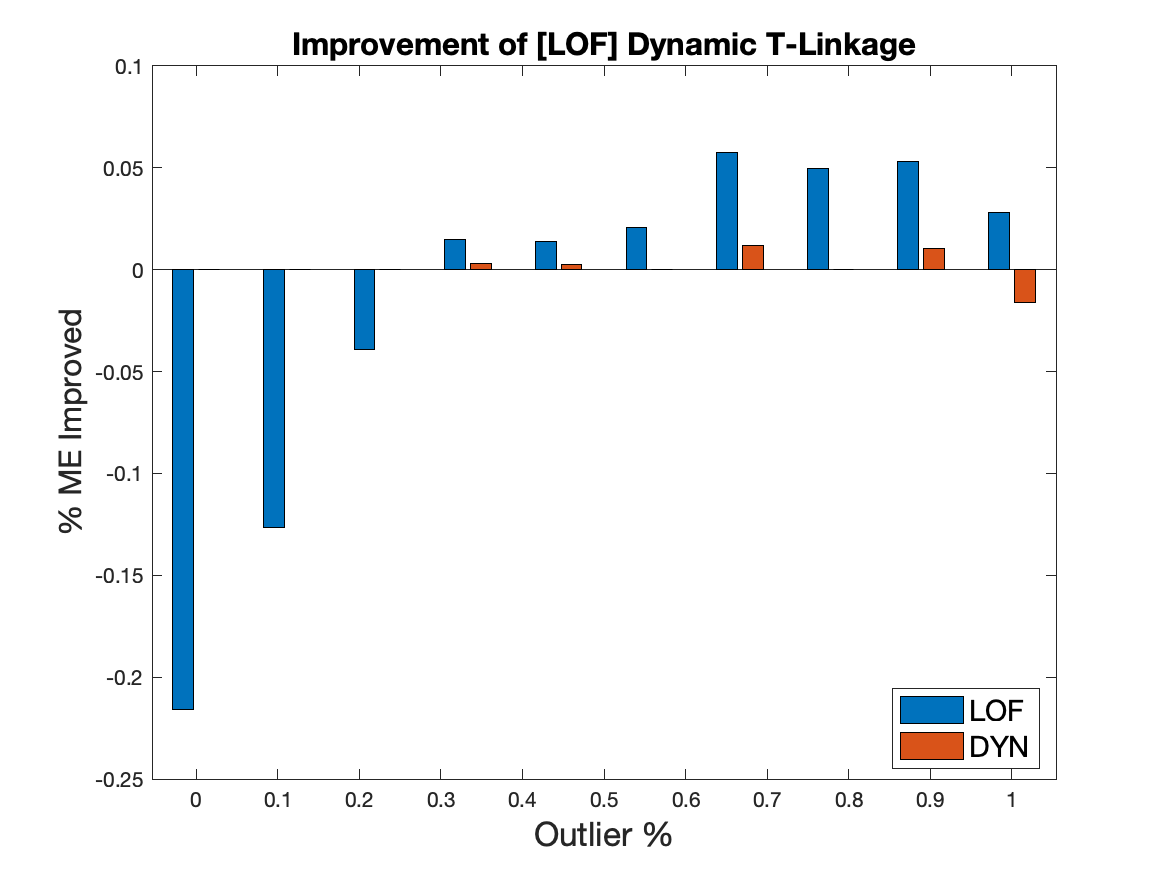 Improvement of [LOF] Dynamic T-Linkage
0.1
0.05
0
-0.05
-0.1
-0.15
-0.2
-0.25
% ME Improved
0 0.1 0.2 0.3 0.4 0.5 0.6 0.7 0.8 0.9 1
Outlier %
LOF
DYN